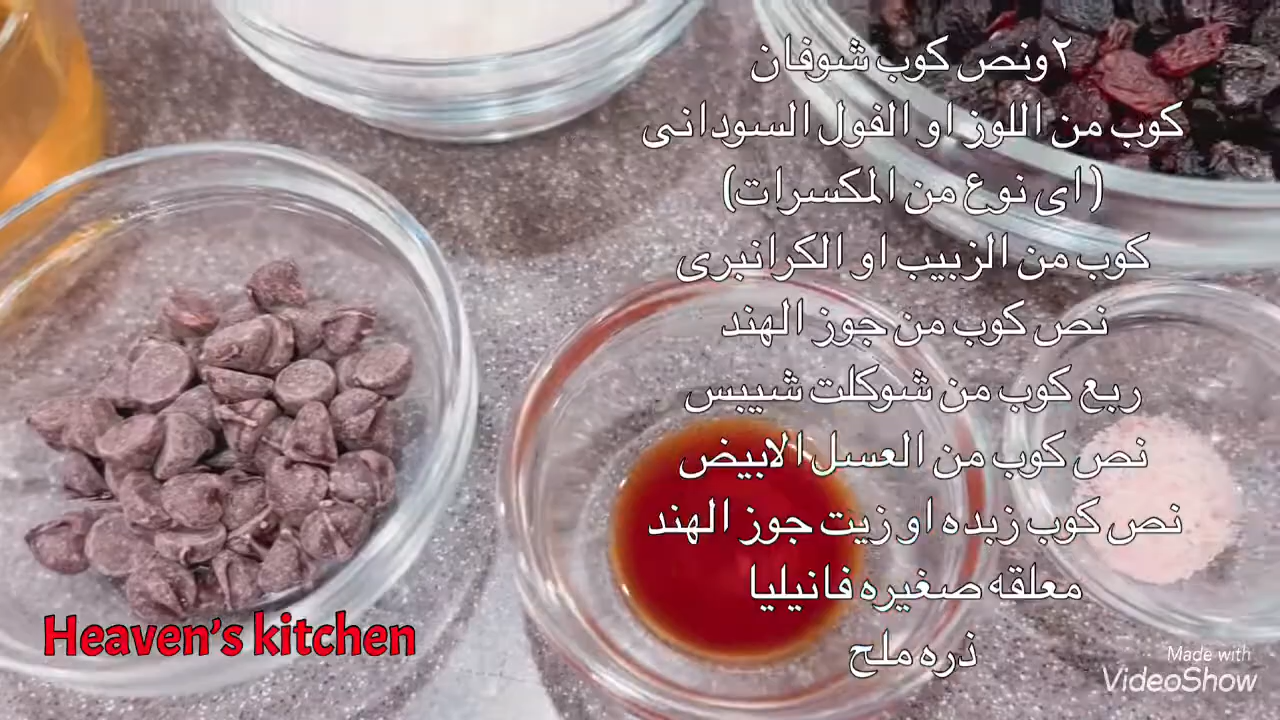 ٢ونص كوب شوفان
كوب من اللوز او الفول السودانى
( اى نوع من المكسرات)
كوب من الزبيب او الكرانبرى
نص كوب من جوز الهند
ربع كوب من شوكلت شيبس
نص كوب من العسل الابيض
نص كوب زبده او زيت جوز الهند
معلقه صغيره فانيليا
ذره ملح
Heaven's kitchen
Made with
VideoShow